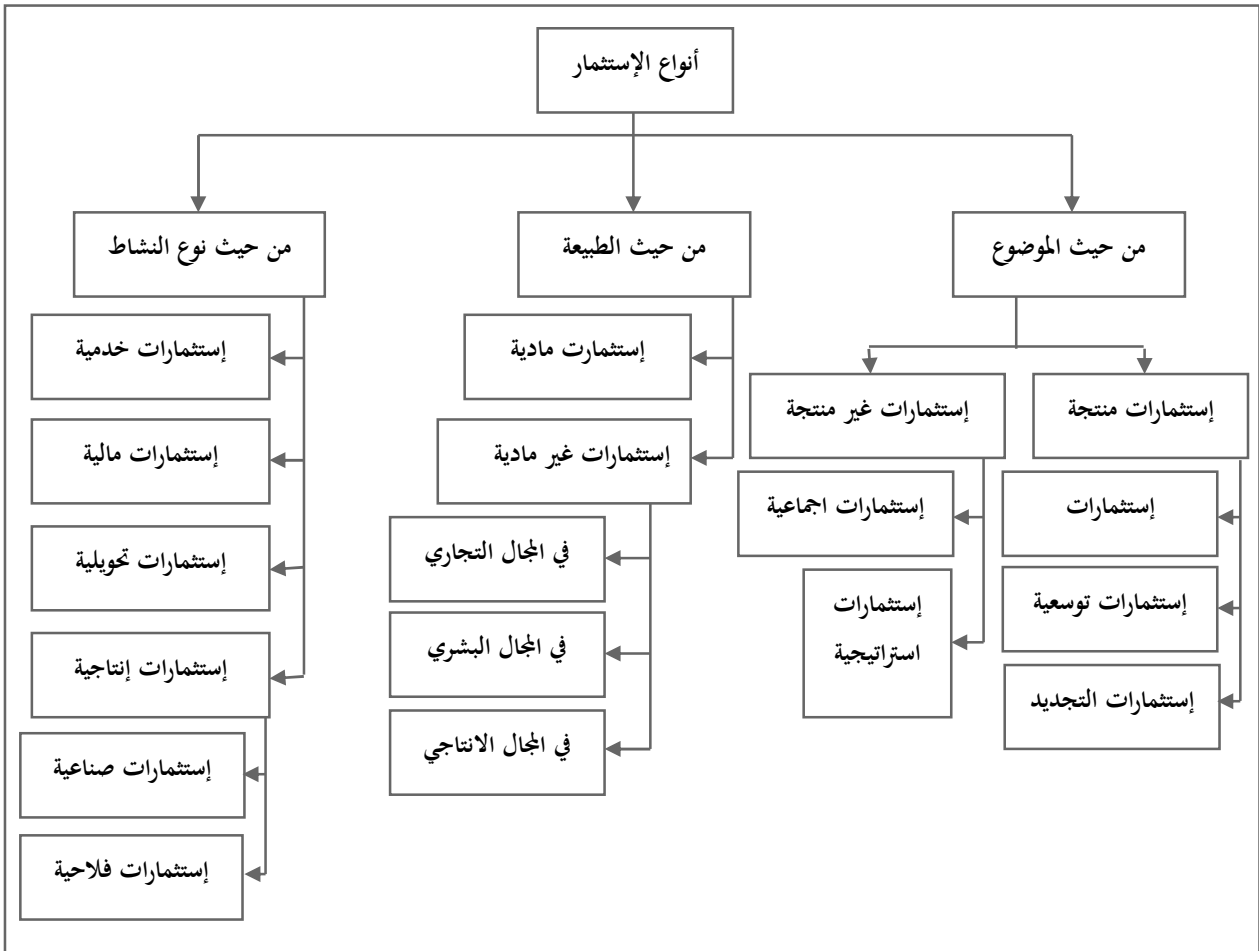 أنواع الإستثمار
من حيث الموضوع
من حيث الطبيعة
من حيث نوع النشاط
إستثمارات منتجة
إستثمارات غير منتجة
إستثمارات
إستثمارات توسعية
إستثمارات التجديد
إستثمارات اجماعية
إستثمارات
استراتيجية
إستثمارت مادية
إستثمارات غير مادية
في المجال التجاري
في المجال البشري
في المجال الانتاجي
إستثمارات خدمية
إستثمارات مالية
إستثمارات تحويلية
إستثمارات إنتاجية
إستثمارات صناعية
إستثمارات فلاحية